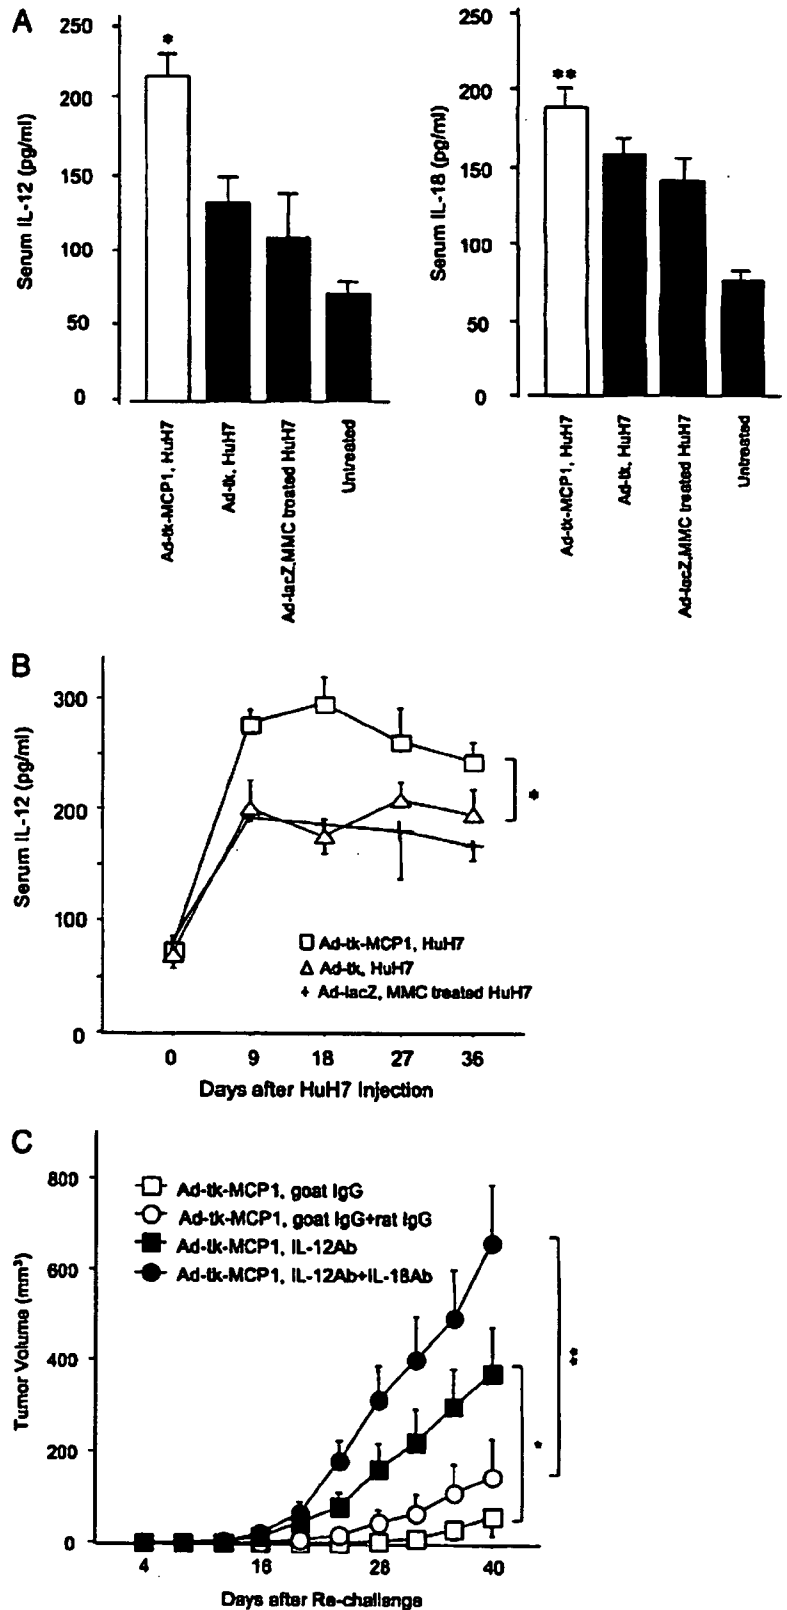 A
*
Serum IL-12 (pg/ml)
250
200
150
100
50
0
Ad-tk-MCP1, HuH7
Ad-tk, HuH7
Ad-lacZ,MMC treated HuH7
Untreated
**
Serum IL-18 (pg/ml)
250
200
150
100
50
0
Ad-tk-MCP1, HuH7
Ad-tk, HuH7
Ad-lacZ,MMC treated HuH7
Untreated
B
Serum IL-12 (pg/ml)
300
200
100
0
*
Ad-tk-MCP1, HuH7
Ad-tk, HuH7
Ad-lacZ, MMC treated HuH7
0 9 18 27 36
Days after HuH7 Injection
C
Tumor Volume (mm³)
800
600
400
200
0
Ad-tk-MCP1, goat IgG
Ad-tk-MCP1, goat IgG+rat IgG
Ad-tk-MCP1, IL-12Ab
Ad-tk-MCP1, IL-12Ab+IL-18Ab
**
*
4 16 28 40
Days after Re-challenge